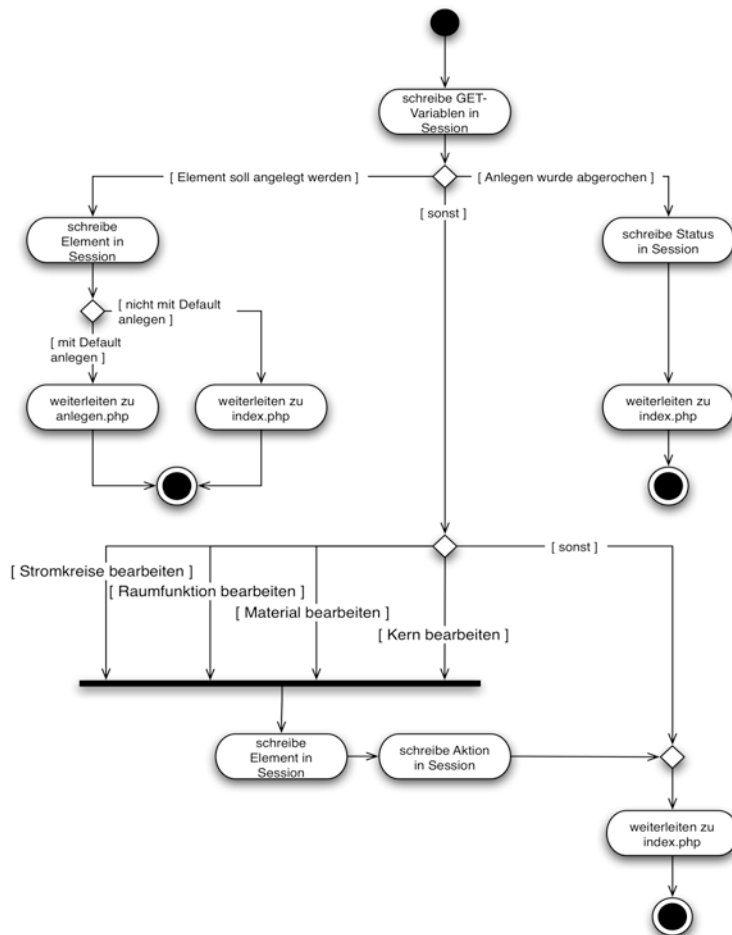 schreibe GET-
Variablen in
Session
[ Element soll angelegt werden ]
[ Anlegen wurde abgerochen ]
[ sonst ]
schreibe
Element in
Session
schreibe Status
in Session
[ nicht mit Default
anlegen ]
[ mit Default
anlegen ]
weiterleiten zu
anlegen.php
weiterleiten zu
index.php
weiterleiten zu
index.php
[ sonst ]
[ Stromkreise bearbeiten ]
[ Raumfunktion bearbeiten ]
[ Material bearbeiten ]
[ Kern bearbeiten ]
schreibe
Element in
Session
schreibe Aktion
in Session
weiterleiten zu
index.php